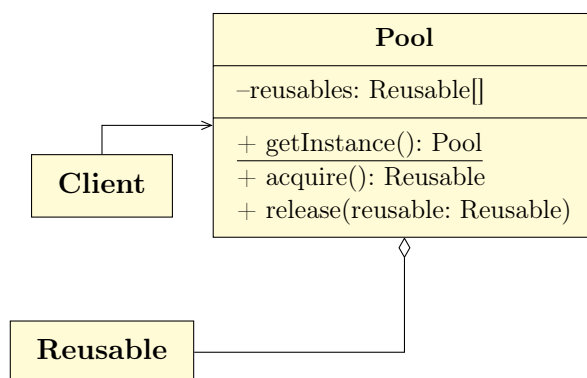 Pool
–reusables: Reusable[]
+ getInstance(): Pool
+ acquire(): Reusable
+ release(reusable: Reusable)
Client
Reusable